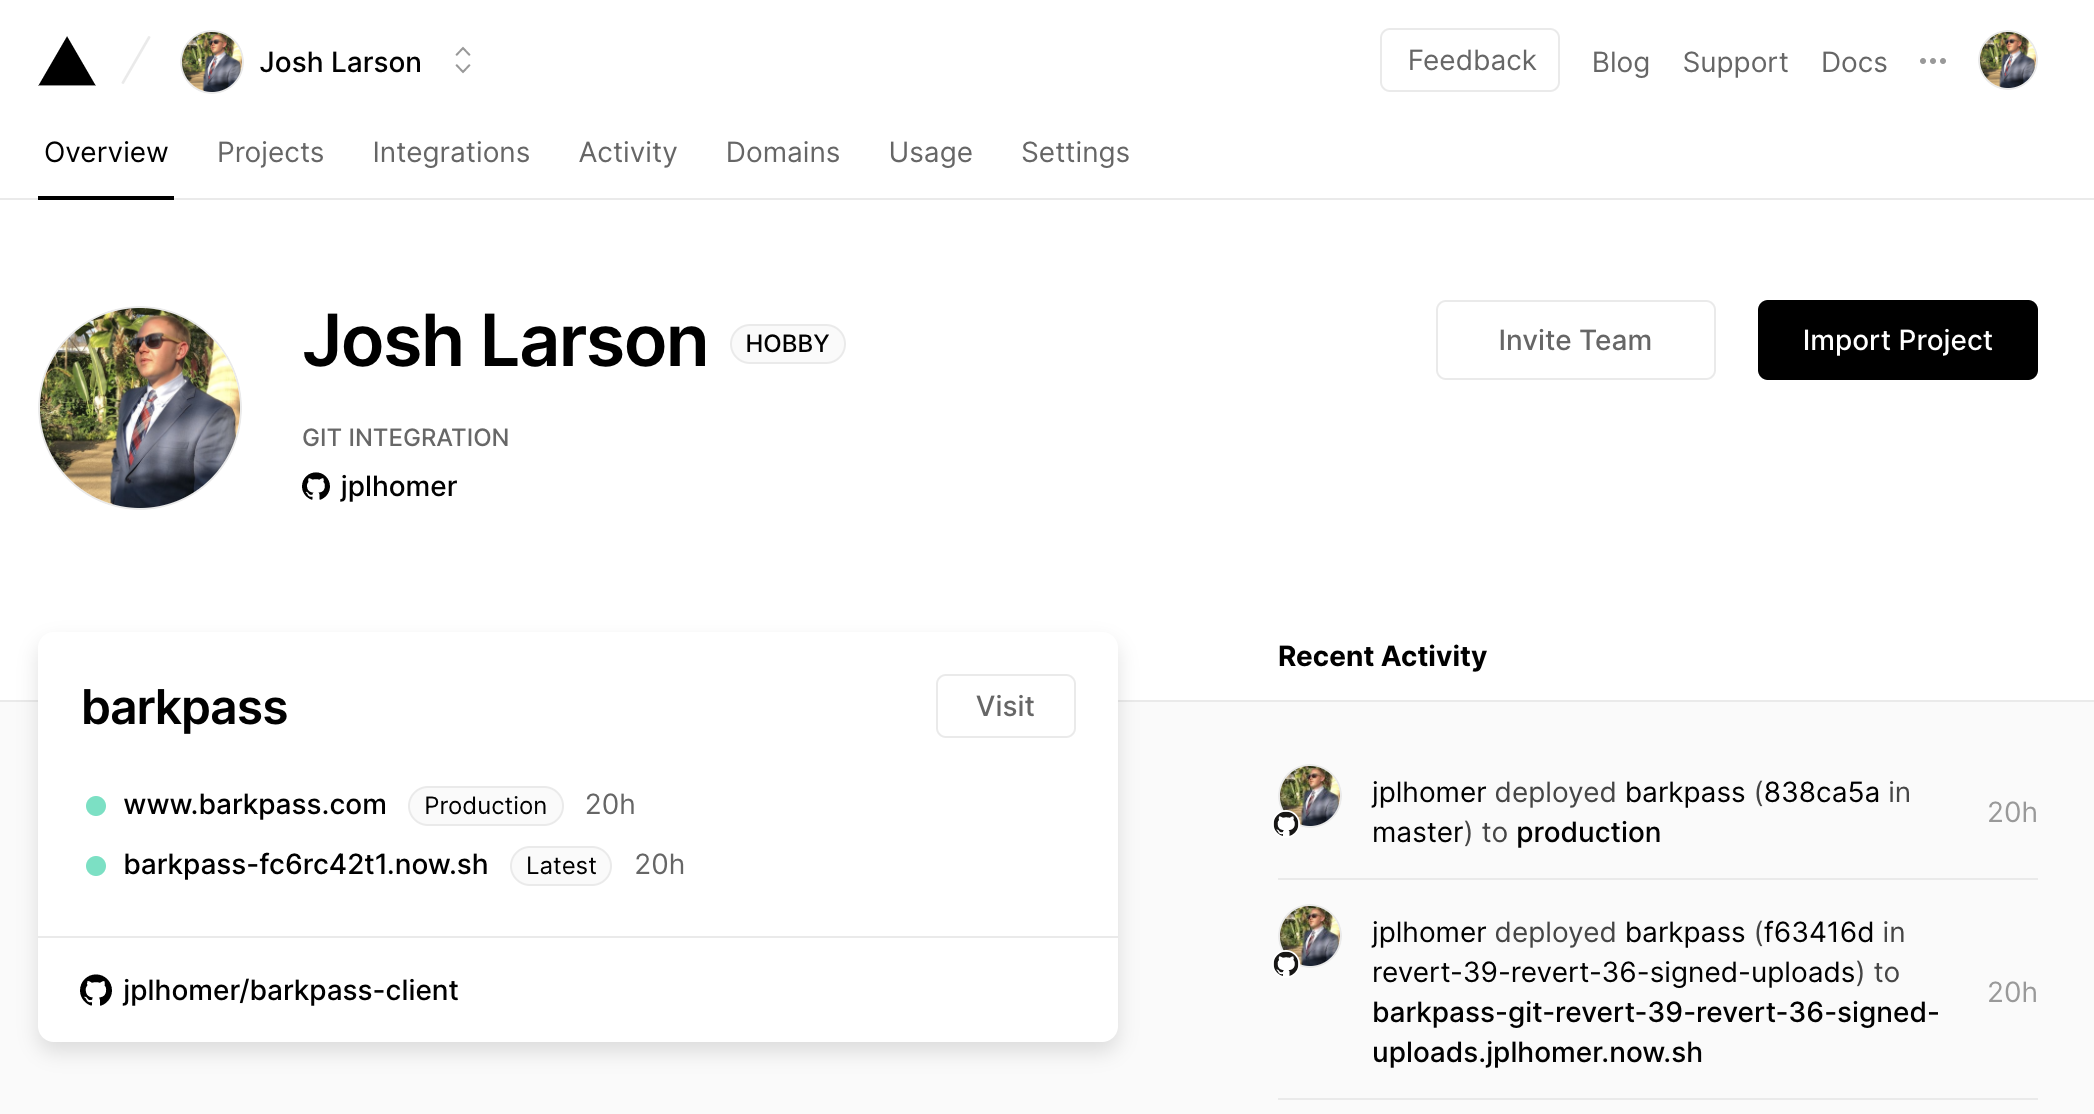 Josh Larson
Feedback
Blog
Support
Docs
Overview
Projects
Integrations
Activity
Domains
Usage
Settings
Josh Larson
HOBBY
Invite Team
Import Project
GIT INTEGRATION
jplhomer
barkpass
Visit
www.barkpass.com Production 20h
barkpass-fc6rc42t1.now.sh Latest 20h
jplhomer/barkpass-client
Recent Activity
jplhomer deployed barkpass (838ca5a in
master) to production
20h
jplhomer deployed barkpass (f63416d in
revert-39-revert-36-signed-uploads) to
barkpass-git-revert-39-revert-36-signed-
uploads.jplhomer.now.sh
20h